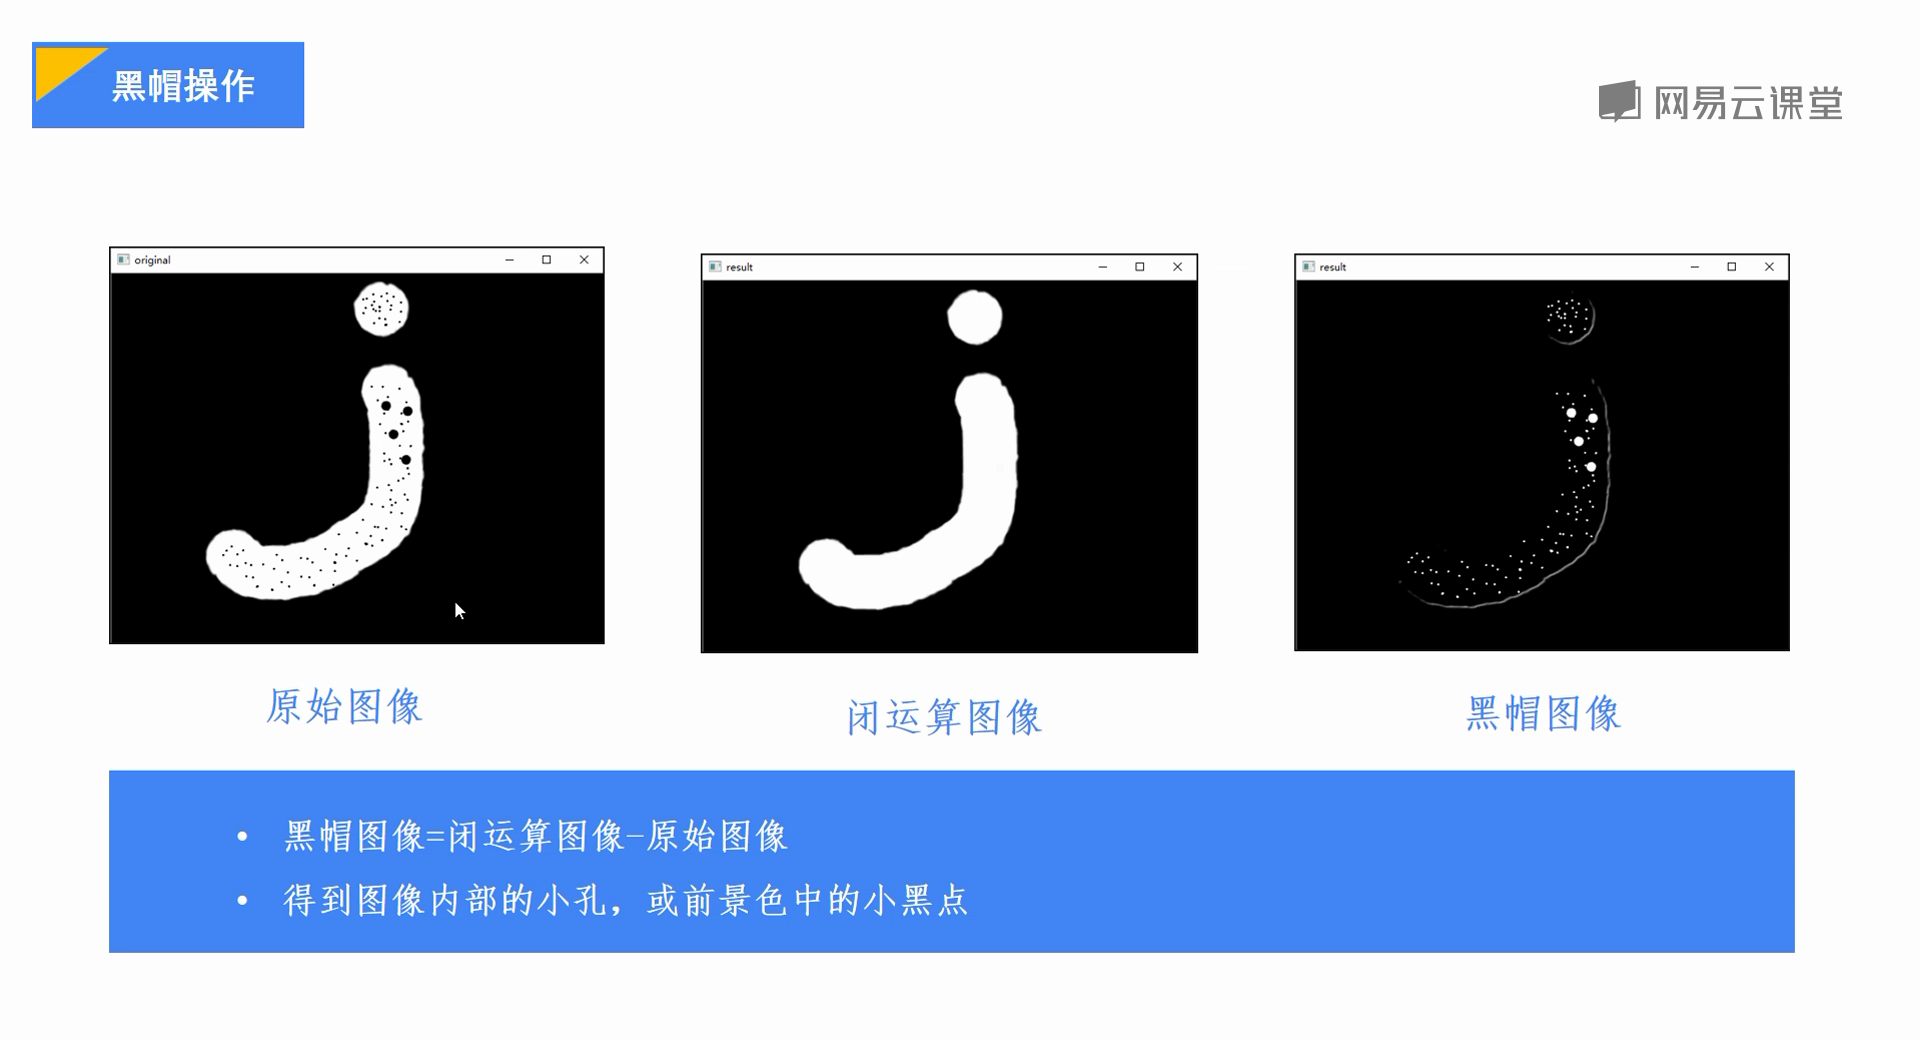 黑帽操作
网易云课堂
original
result
result
原始图像
闭运算图像
黑帽图像
• 黑帽图像=闭运算图像-原始图像
• 得到图像内部的小孔，或前景色中的小黑点